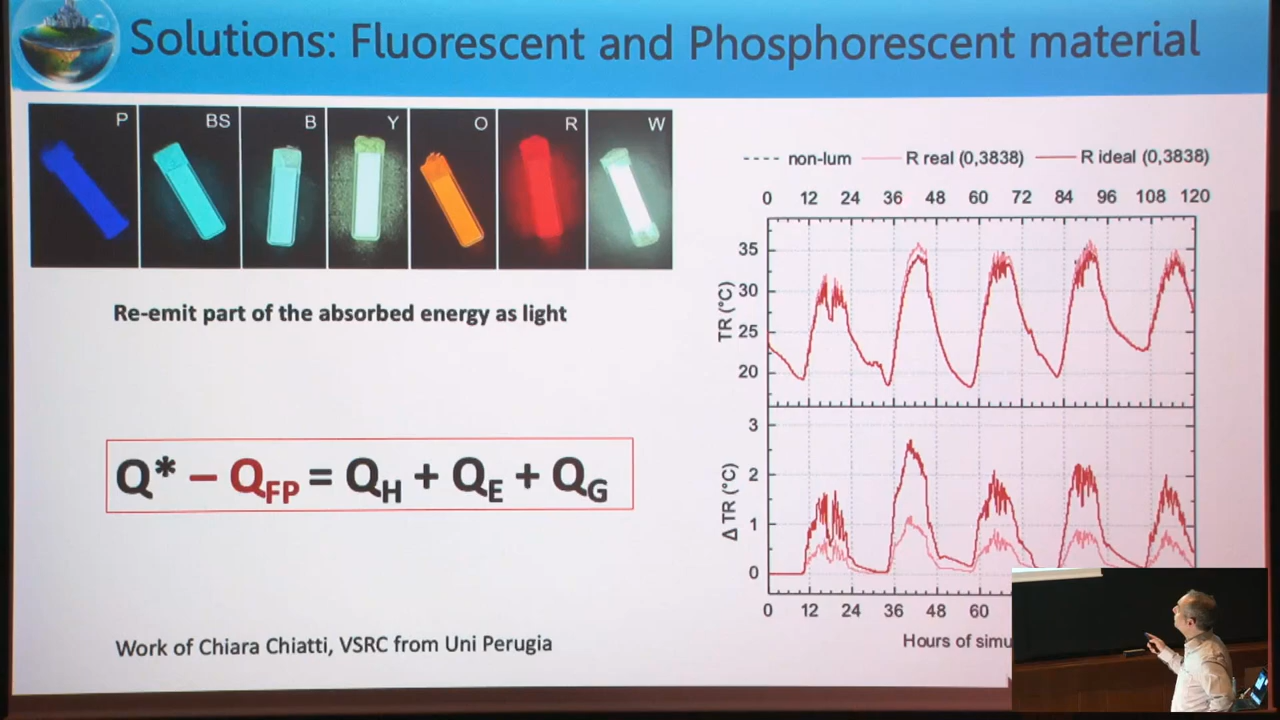 Solutions: Fluorescent and Phosphorescent material
P BS B Y O R W
Re-emit part of the absorbed energy as light
Q* – QFP = QH + QE + QG
Work of Chiara Chiatti, VSRC from Uni Perugia
non-lum R real (0,3838) R ideal (0,3838)
0 12 24 36 48 60 72 84 96 108 120
35
30
25
20
TR (°C)
3
2
1
0
Δ TR (°C)
0 12 24 36 48 60
Hours of simu